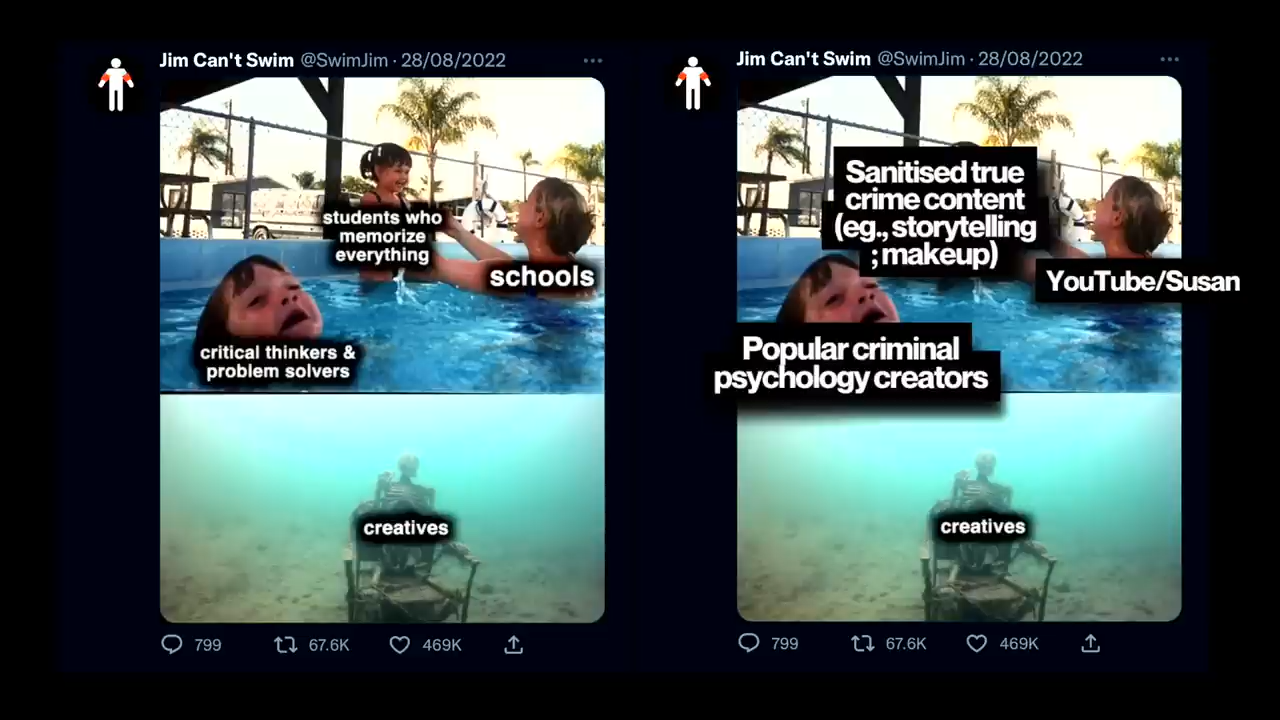 Jim Can't Swim @SwimJim · 28/08/2022
students who
memorize
everything
schools
critical thinkers &
problem solvers
creatives
799 67.6K 469K
Jim Can't Swim @SwimJim · 28/08/2022
Sanitised true
crime content
(eg., storytelling
; makeup)
YouTube/Susan
Popular criminal
psychology creators
creatives
799 67.6K 469K